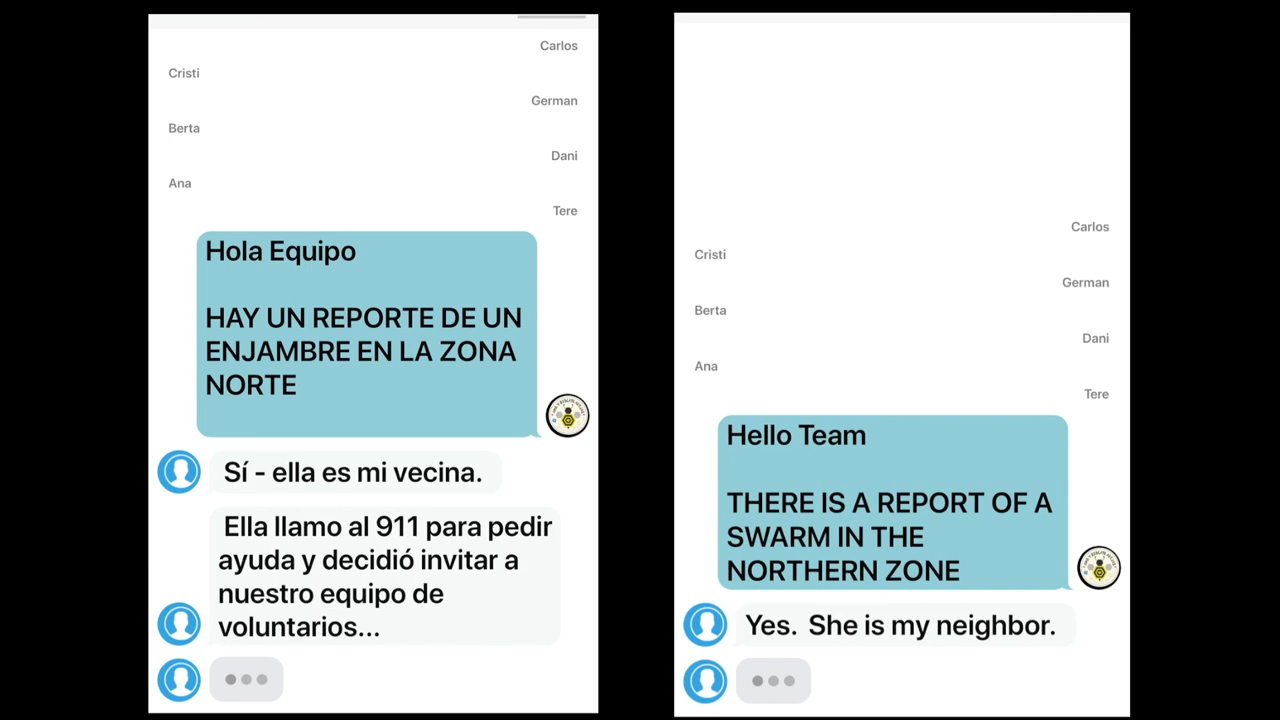 Carlos
Cristi
German
Berta
Dani
Ana
Tere
Hola Equipo
HAY UN REPORTE DE UN
ENJAMBRE EN LA ZONA
NORTE
Sí - ella es mi vecina.
Ella llamo al 911 para pedir
ayuda y decidió invitar a
nuestro equipo de
voluntarios...
Carlos
Cristi
German
Berta
Dani
Ana
Tere
Hello Team
THERE IS A REPORT OF A
SWARM IN THE
NORTHERN ZONE
Yes. She is my neighbor.